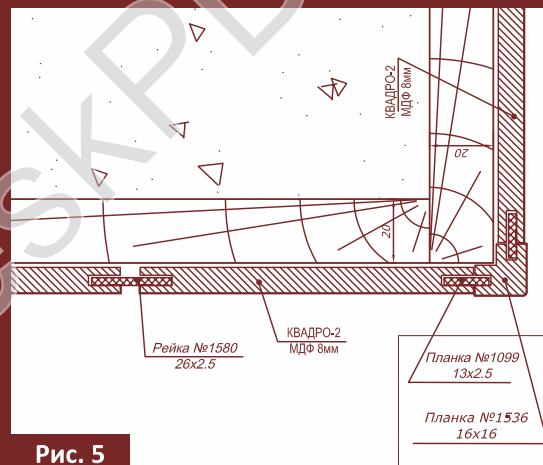 КВАДРО-2
МДФ 8мм
20
20
КВАДРО-2
МДФ 8мм
Рейка №1580
26x2.5
Планка №1099
13x2.5
Планка №1536
16x16
Рис. 5